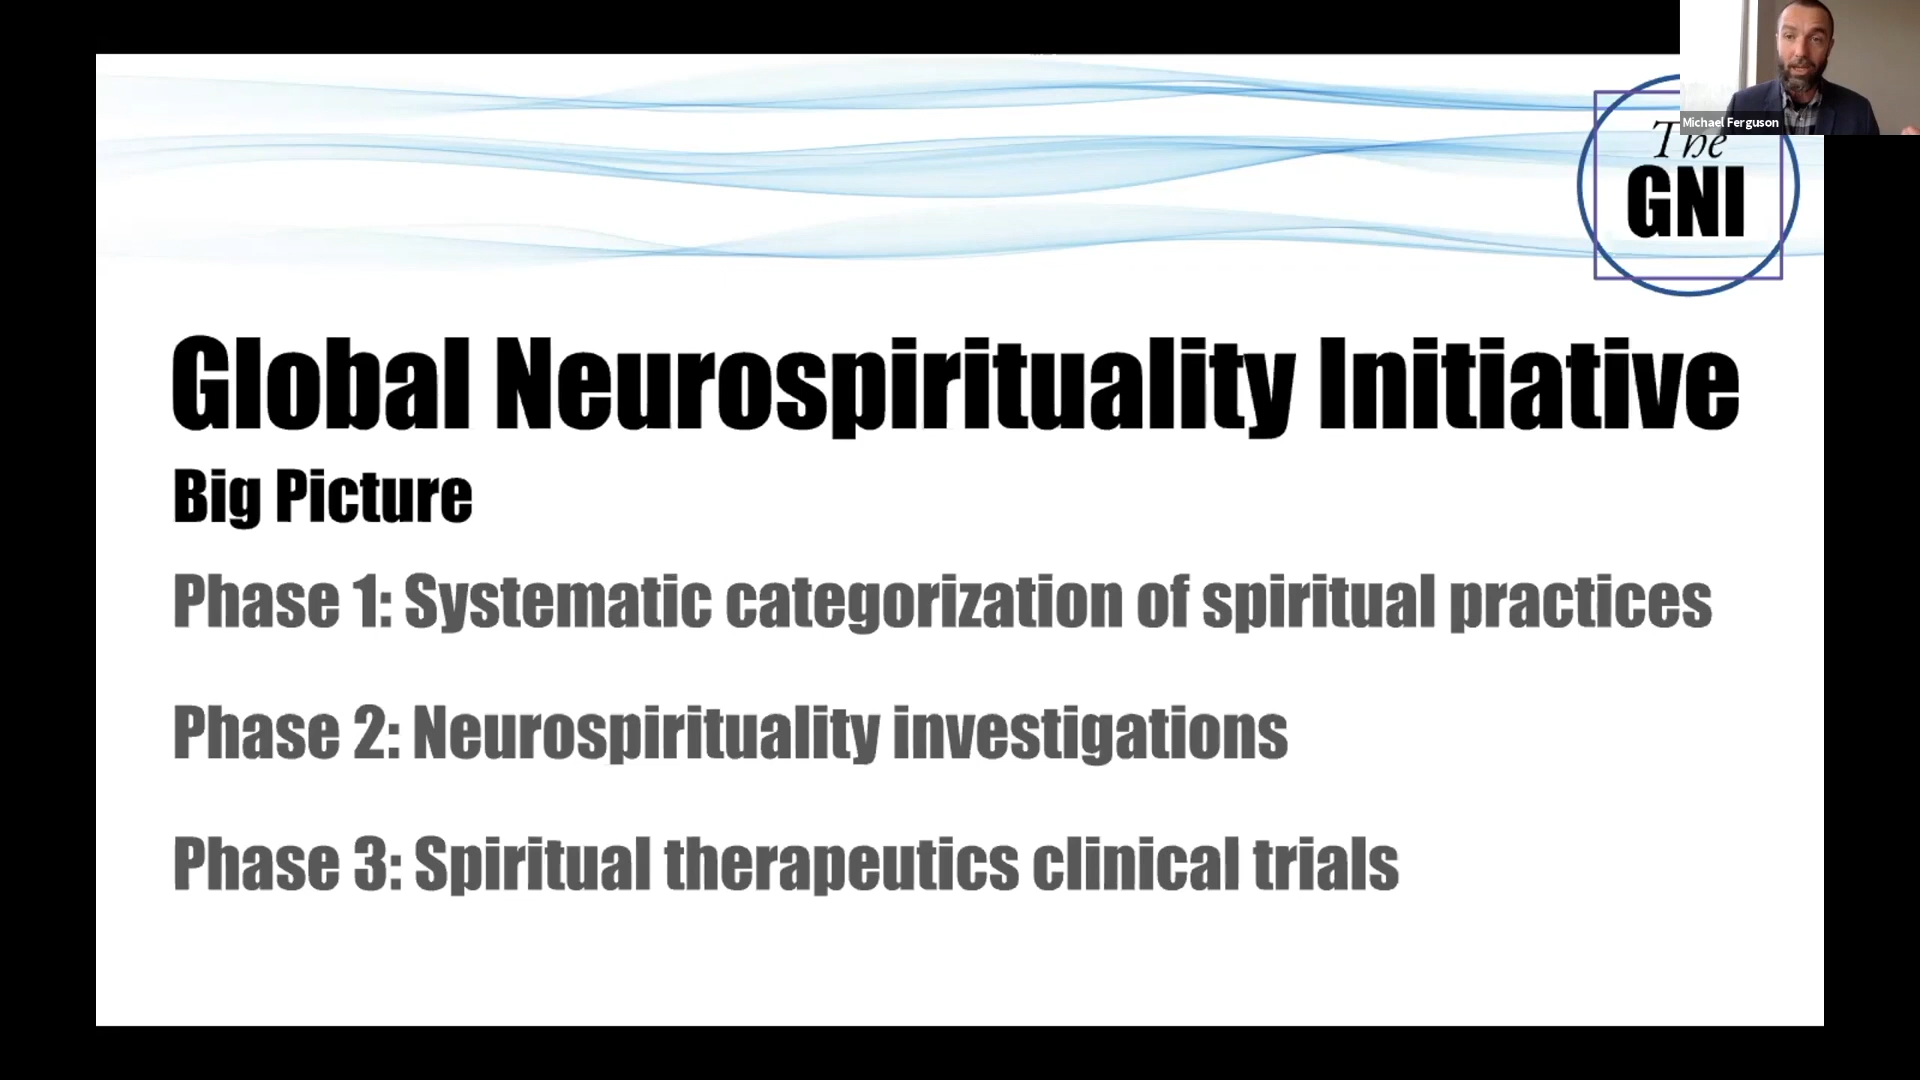 Michael Ferguson
The
GNI
Global Neurospirituality Initiative
Big Picture
Phase 1: Systematic categorization of spiritual practices
Phase 2: Neurospirituality investigations
Phase 3: Spiritual therapeutics clinical trials